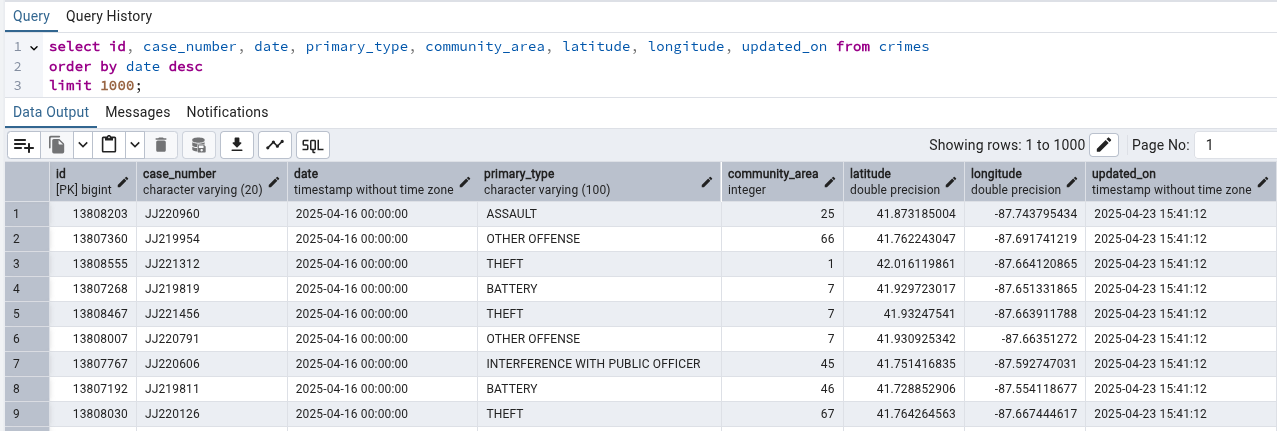 Query Query History
1 select id, case_number, date, primary_type, community_area, latitude, longitude, updated_on from crimes
2 order by date desc
3 limit 1000;
Data Output Messages Notifications
SQL Showing rows: 1 to 1000 Page No: 1
id case_number date primary_type community_area latitude longitude updated_on
[PK] bigint character varying (20) timestamp without time zone character varying (100) integer double precision double precision timestamp without time zone
1 13808203 JJ220960 2025-04-16 00:00:00 ASSAULT 25 41.873185004 -87.743795434 2025-04-23 15:41:12
2 13807360 JJ219954 2025-04-16 00:00:00 OTHER OFFENSE 66 41.762243047 -87.691741219 2025-04-23 15:41:12
3 13808555 JJ221312 2025-04-16 00:00:00 THEFT 1 42.016119861 -87.664120865 2025-04-23 15:41:12
4 13807268 JJ219819 2025-04-16 00:00:00 BATTERY 7 41.929723017 -87.651331865 2025-04-23 15:41:12
5 13808467 JJ221456 2025-04-16 00:00:00 THEFT 7 41.93247541 -87.663911788 2025-04-23 15:41:12
6 13808007 JJ220791 2025-04-16 00:00:00 OTHER OFFENSE 7 41.930925342 -87.66351272 2025-04-23 15:41:12
7 13807767 JJ220606 2025-04-16 00:00:00 INTERFERENCE WITH PUBLIC OFFICER 45 41.751416835 -87.592747031 2025-04-23 15:41:12
8 13807192 JJ219811 2025-04-16 00:00:00 BATTERY 46 41.728852906 -87.554118677 2025-04-23 15:41:12
9 13808030 JJ220126 2025-04-16 00:00:00 THEFT 67 41.764264563 -87.667444617 2025-04-23 15:41:12